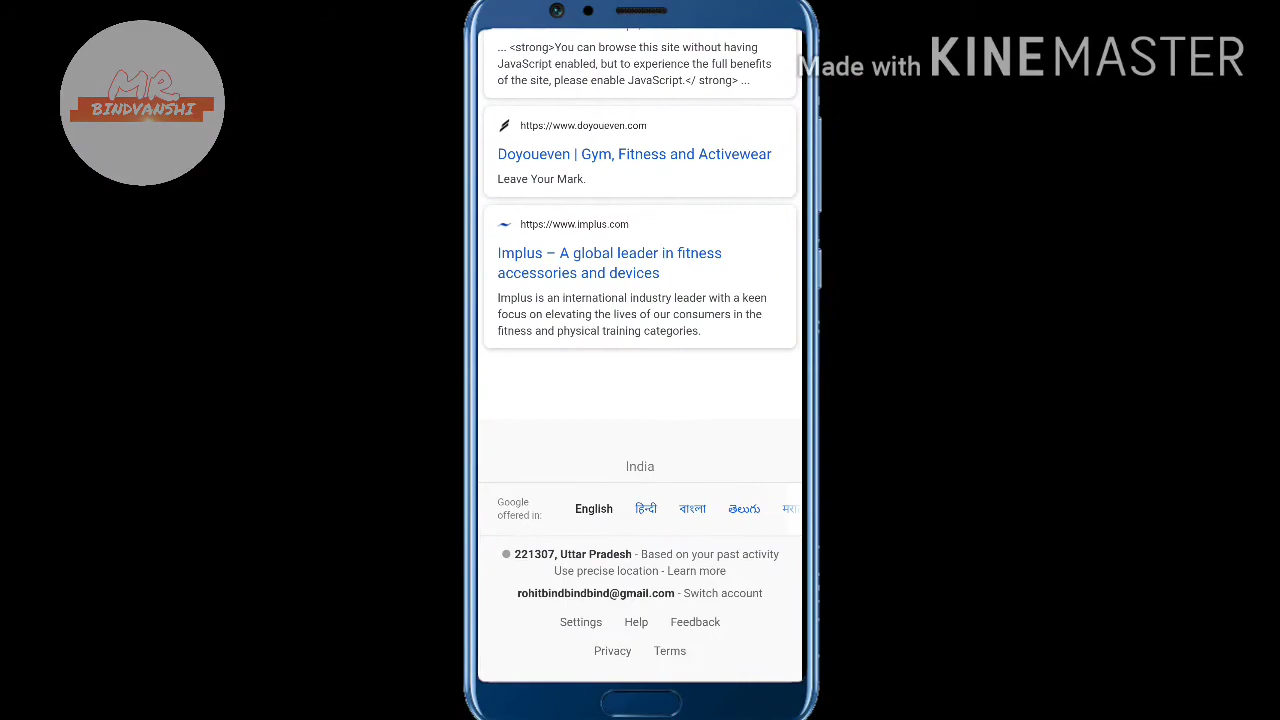 MR
BINDVANSHI
Made with KINEMASTER
... <strong>You can browse this site without having
JavaScript enabled, but to experience the full benefits
of the site, please enable JavaScript.</ strong> ...
https://www.doyoueven.com
Doyoueven | Gym, Fitness and Activewear
Leave Your Mark.
https://www.implus.com
Implus – A global leader in fitness
accessories and devices
Implus is an international industry leader with a keen
focus on elevating the lives of our consumers in the
fitness and physical training categories.
India
Google
offered in:
English हिन्दी বাংলা తెలుగు
221307, Uttar Pradesh - Based on your past activity
Use precise location - Learn more
rohitbindbindbind@gmail.com - Switch account
Settings Help Feedback
Privacy Terms